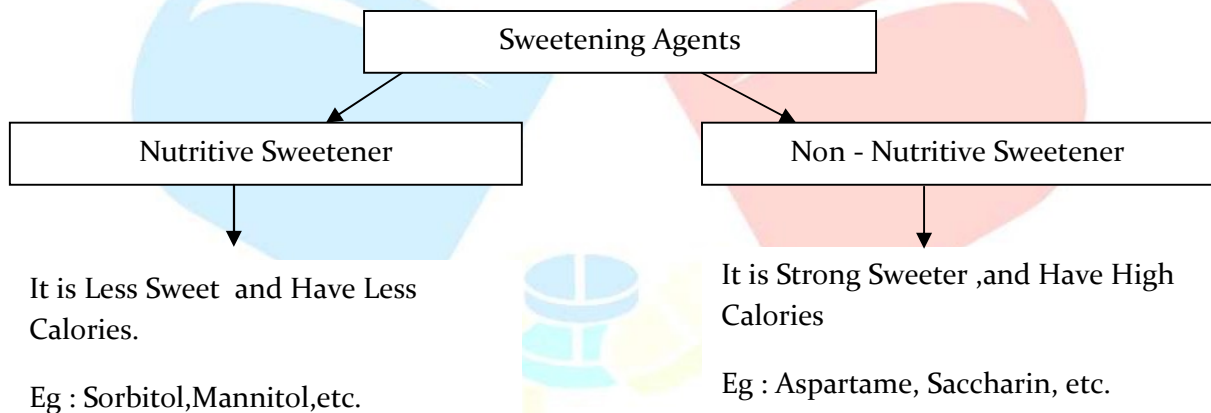 Sweetening Agents
Nutritive Sweetener
Non - Nutritive Sweetener
It is Less Sweet and Have Less
Calories.
Eg : Sorbitol,Mannitol,etc.
It is Strong Sweeter ,and Have High
Calories
Eg : Aspartame, Saccharin, etc.